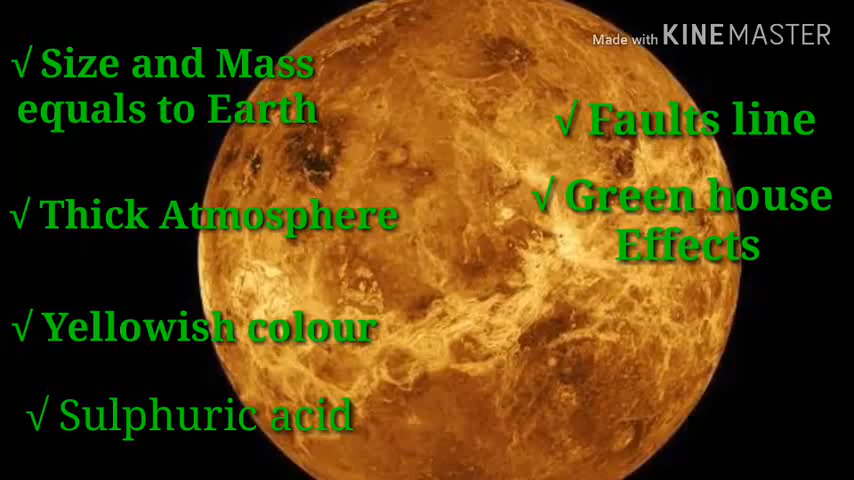 Made with KINEMASTER
√ Size and Mass
equals to Earth
√ Thick Atmosphere
√ Yellowish colour
√ Sulphuric acid
√ Faults line
√ Green house
Effects